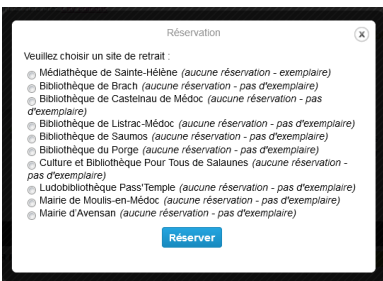 Réservation
x
Veuillez choisir un site de retrait :
Médiathèque de Sainte-Hélène (aucune réservation - exemplaire)
Bibliothèque de Brach (aucune réservation - pas d'exemplaire)
Bibliothèque de Castelnau de Médoc (aucune réservation - pas
d'exemplaire)
Bibliothèque de Listrac-Médoc (aucune réservation - pas d'exemplaire)
Bibliothèque de Saumos (aucune réservation - pas d'exemplaire)
Bibliothèque du Porge (aucune réservation - pas d'exemplaire)
Culture et Bibliothèque Pour Tous de Salaunes (aucune réservation -
pas d'exemplaire)
Ludobibliothèque Pass'Temple (aucune réservation - pas d'exemplaire)
Mairie de Moulis-en-Médoc (aucune réservation - pas d'exemplaire)
Mairie d'Avensan (aucune réservation - pas d'exemplaire)
Réserver